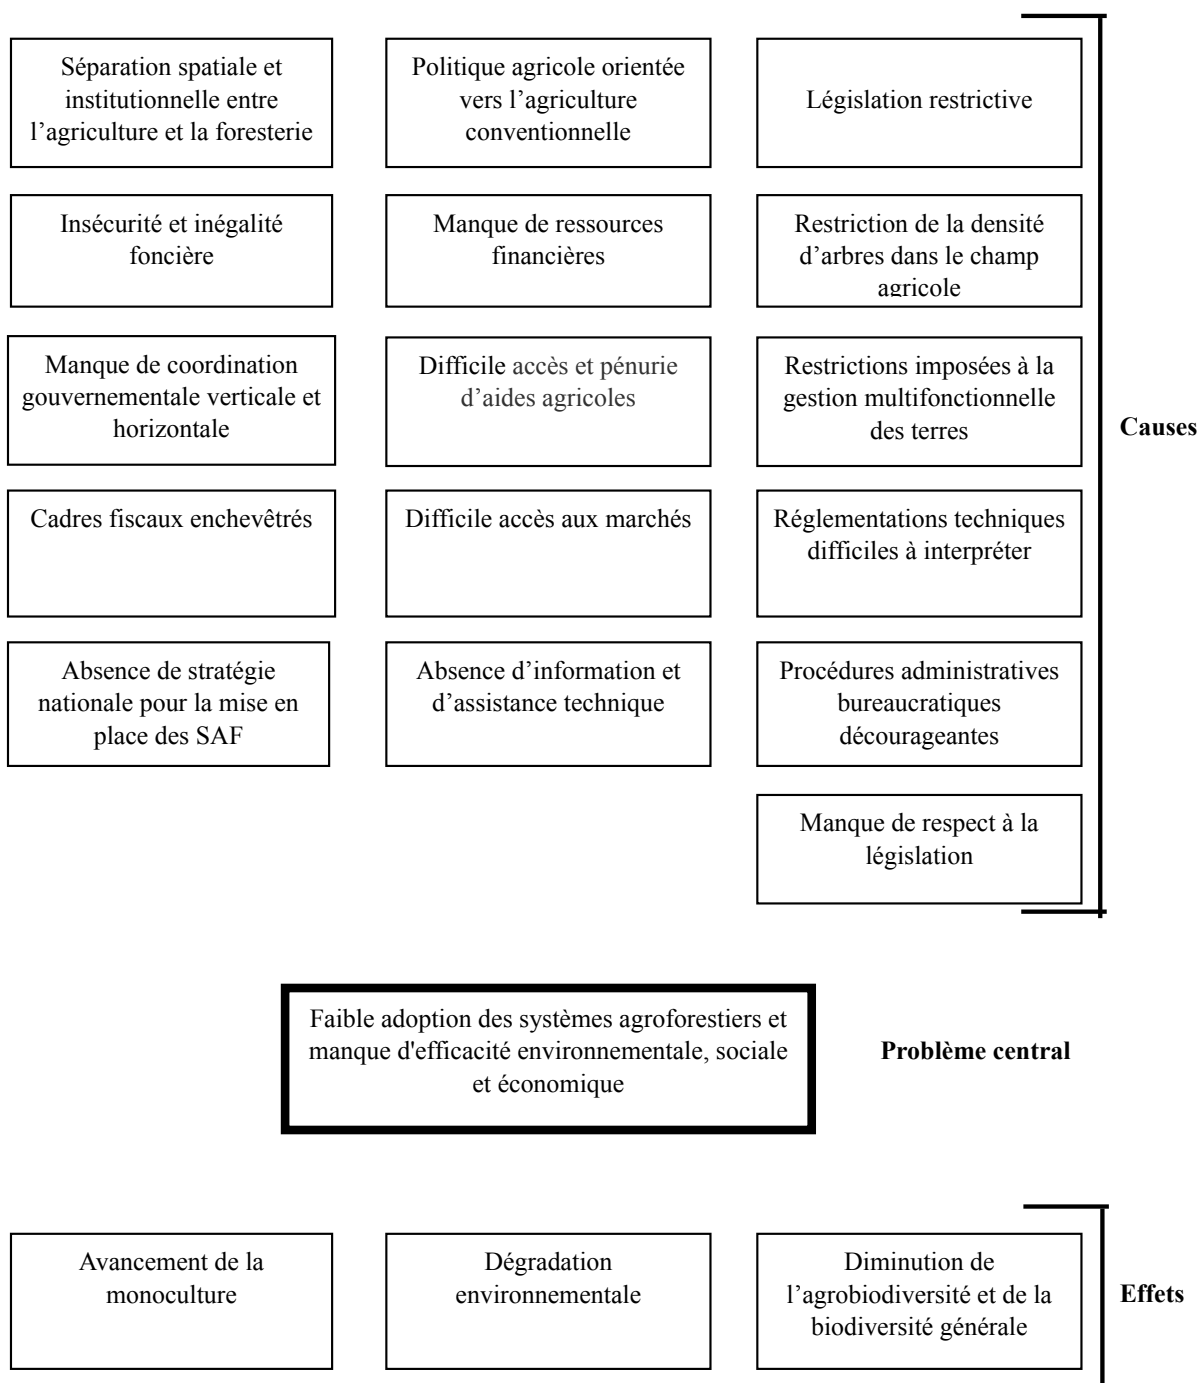 Séparation spatiale et
institutionnelle entre
l’agriculture et la foresterie
Politique agricole orientée
vers l’agriculture
conventionnelle
Législation restrictive
Insécurité et inégalité
foncière
Manque de ressources
financières
Restriction de la densité
d’arbres dans le champ
agricole
Manque de coordination
gouvernementale verticale et
horizontale
Difficile accès et pénurie
d’aides agricoles
Restrictions imposées à la
gestion multifonctionnelle
des terres
Causes
Cadres fiscaux enchevêtrés
Difficile accès aux marchés
Réglementations techniques
difficiles à interpréter
Absence de stratégie
nationale pour la mise en
place des SAF
Absence d’information et
d’assistance technique
Procédures administratives
bureaucratiques
décourageantes
Manque de respect à la
législation
Faible adoption des systèmes agroforestiers et
manque d'efficacité environnementale, sociale
et économique
Problème central
Avancement de la
monoculture
Dégradation
environnementale
Diminution de
l’agrobiodiversité et de la
biodiversité générale
Effets